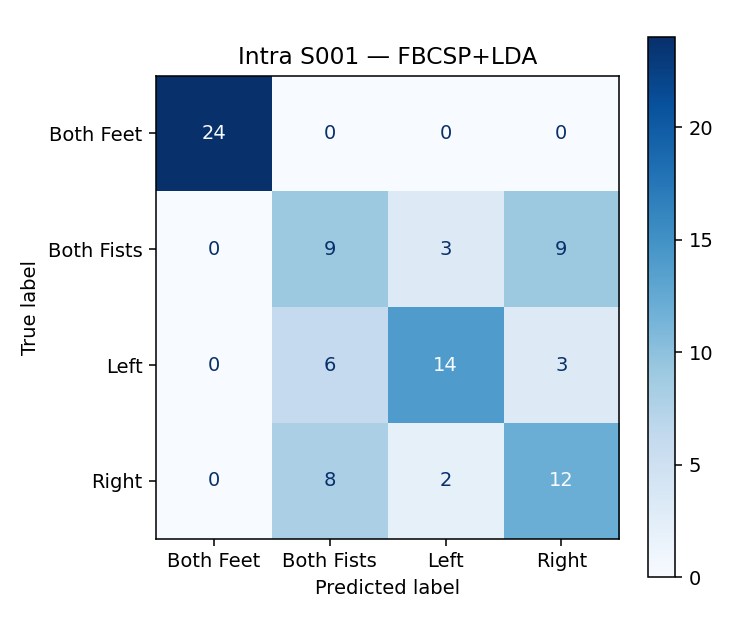 Intra S001 — FBCSP+LDA
Both Feet 24 0 0 0
Both Fists 0 9 3 9
Left 0 6 14 3
Right 0 8 2 12
Both Feet Both Fists Left Right
Predicted label
True label
20
15
10
5
0